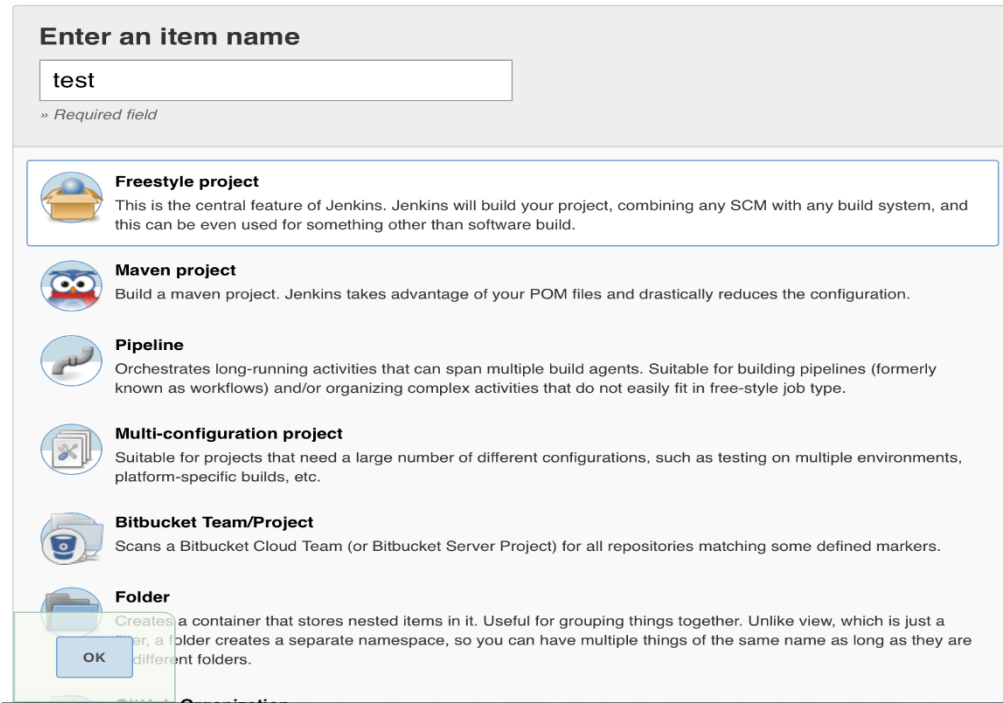 Enter an item name
test
» Required field
Freestyle project
This is the central feature of Jenkins. Jenkins will build your project, combining any SCM with any build system, and
this can be even used for something other than software build.
Maven project
Build a maven project. Jenkins takes advantage of your POM files and drastically reduces the configuration.
Pipeline
Orchestrates long-running activities that can span multiple build agents. Suitable for building pipelines (formerly
known as workflows) and/or organizing complex activities that do not easily fit in free-style job type.
Multi-configuration project
Suitable for projects that need a large number of different configurations, such as testing on multiple environments,
platform-specific builds, etc.
Bitbucket Team/Project
Scans a Bitbucket Cloud Team (or Bitbucket Server Project) for all repositories matching some defined markers.
Folder
Creates a container that stores nested items in it. Useful for grouping things together. Unlike view, which is just a
a folder creates a separate namespace, so you can have multiple things of the same name as long as they are
OK
different folders.
Organization